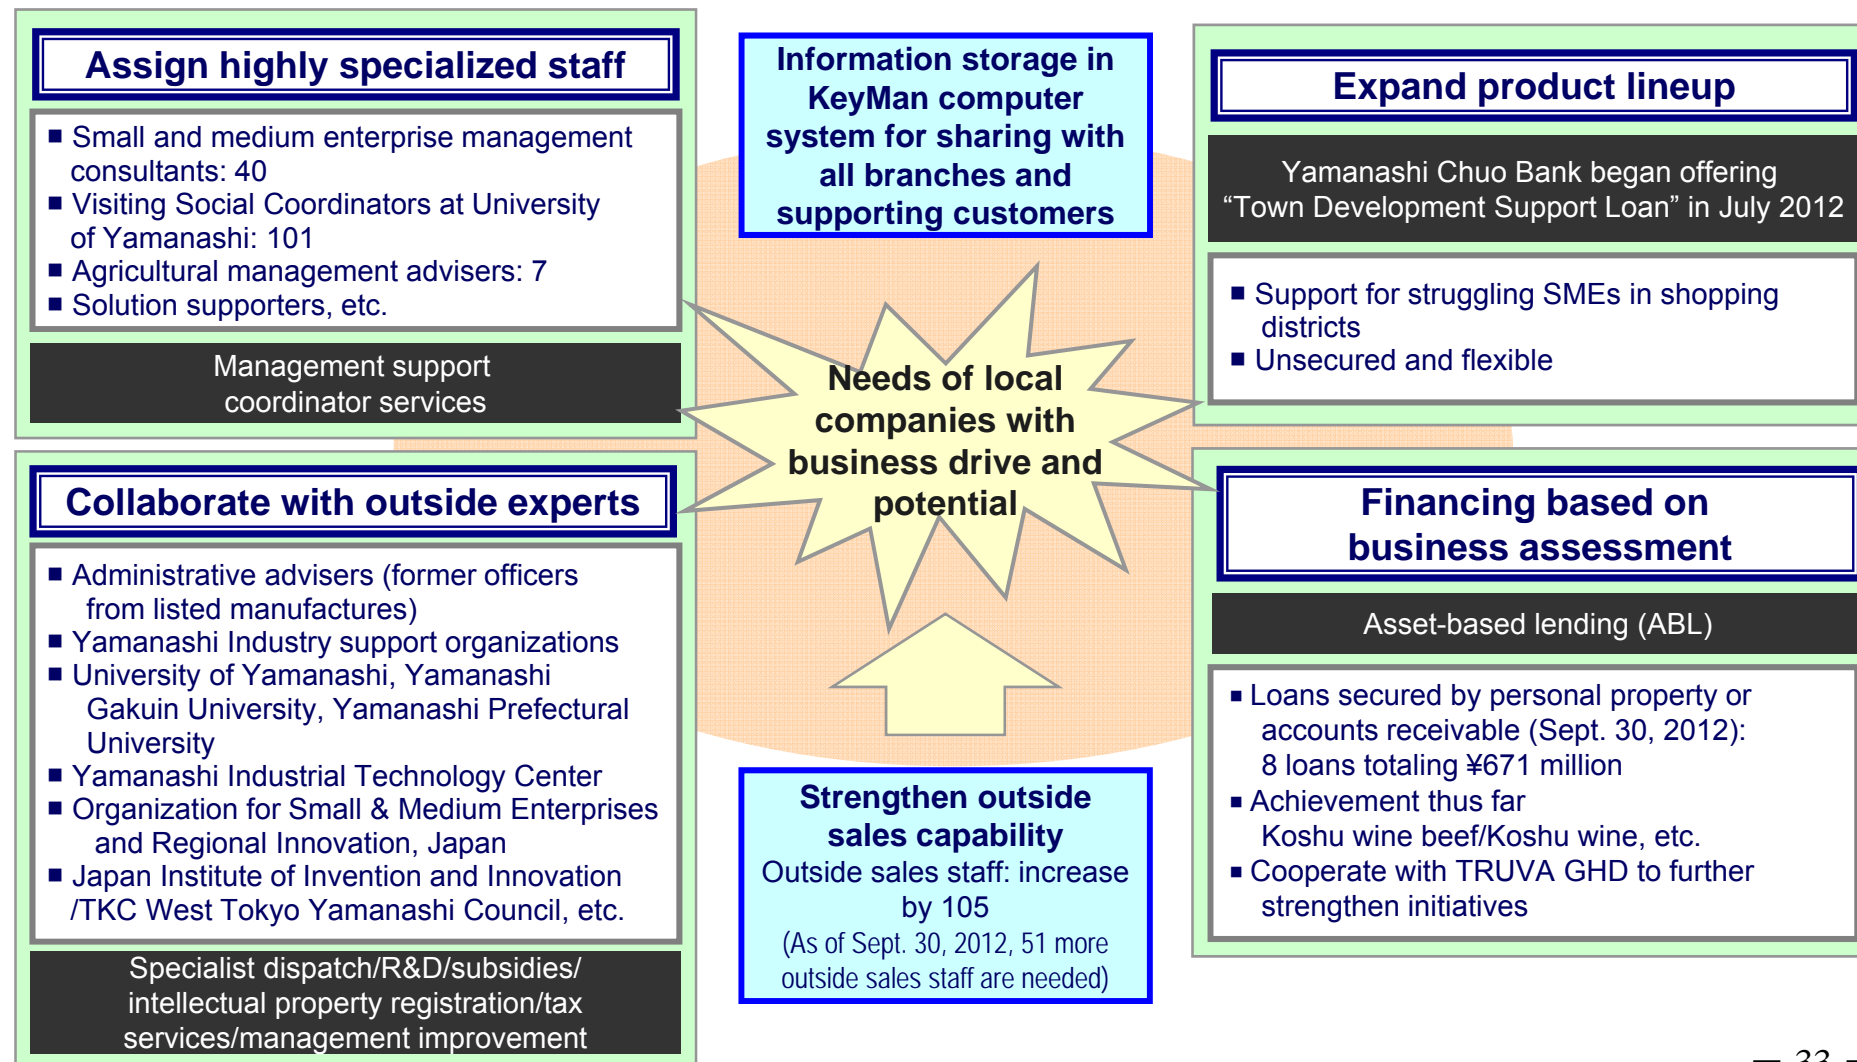 Assign highly specialized staff
■ Small and medium enterprise management
consultants: 40
■ Visiting Social Coordinators at University
of Yamanashi: 101
■ Agricultural management advisers: 7
■ Solution supporters, etc.
Management support
coordinator services
Collaborate with outside experts
■ Administrative advisers (former officers
from listed manufactures)
■ Yamanashi Industry support organizations
■ University of Yamanashi, Yamanashi
Gakuin University, Yamanashi Prefectural
University
■ Yamanashi Industrial Technology Center
■ Organization for Small & Medium Enterprises
and Regional Innovation, Japan
■ Japan Institute of Invention and Innovation
/TKC West Tokyo Yamanashi Council, etc.
Specialist dispatch/R&D/subsidies/
intellectual property registration/tax
services/management improvement
Information storage in
KeyMan computer
system for sharing with
all branches and
supporting customers
Needs of local
companies with
business drive and
potential
Strengthen outside
sales capability
Outside sales staff: increase
by 105
(As of Sept. 30, 2012, 51 more
outside sales staff are needed)
Expand product lineup
Yamanashi Chuo Bank began offering
“Town Development Support Loan” in July 2012
■ Support for struggling SMEs in shopping
districts
■ Unsecured and flexible
Financing based on
business assessment
Asset-based lending (ABL)
■ Loans secured by personal property or
accounts receivable (Sept. 30, 2012):
8 loans totaling ¥671 million
■ Achievement thus far
Koshu wine beef/Koshu wine, etc.
■ Cooperate with TRUVA GHD to further
strengthen initiatives
— 33 -